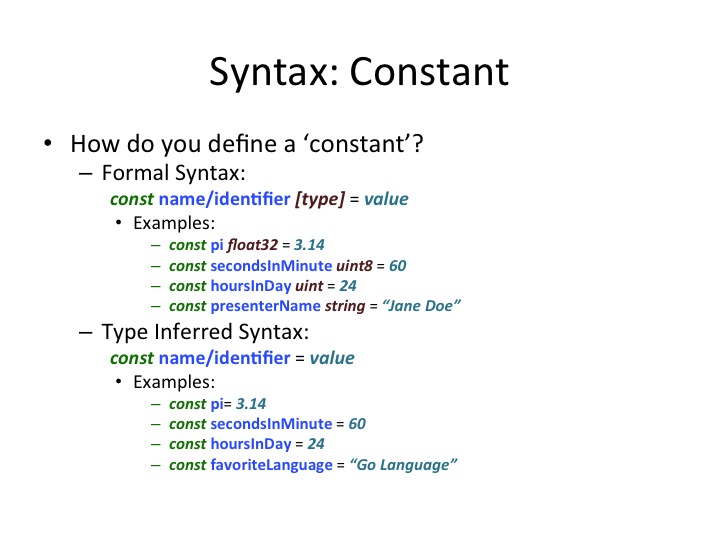 Syntax: Constant
• How do you define a ‘constant’?
– Formal Syntax:
const name/identifier [type] = value
• Examples:
– const pi float32 = 3.14
– const secondsInMinute uint8 = 60
– const hoursInDay uint = 24
– const presenterName string = “Jane Doe”
– Type Inferred Syntax:
const name/identifier = value
• Examples:
– const pi= 3.14
– const secondsInMinute = 60
– const hoursInDay = 24
– const favoriteLanguage = “Go Language”